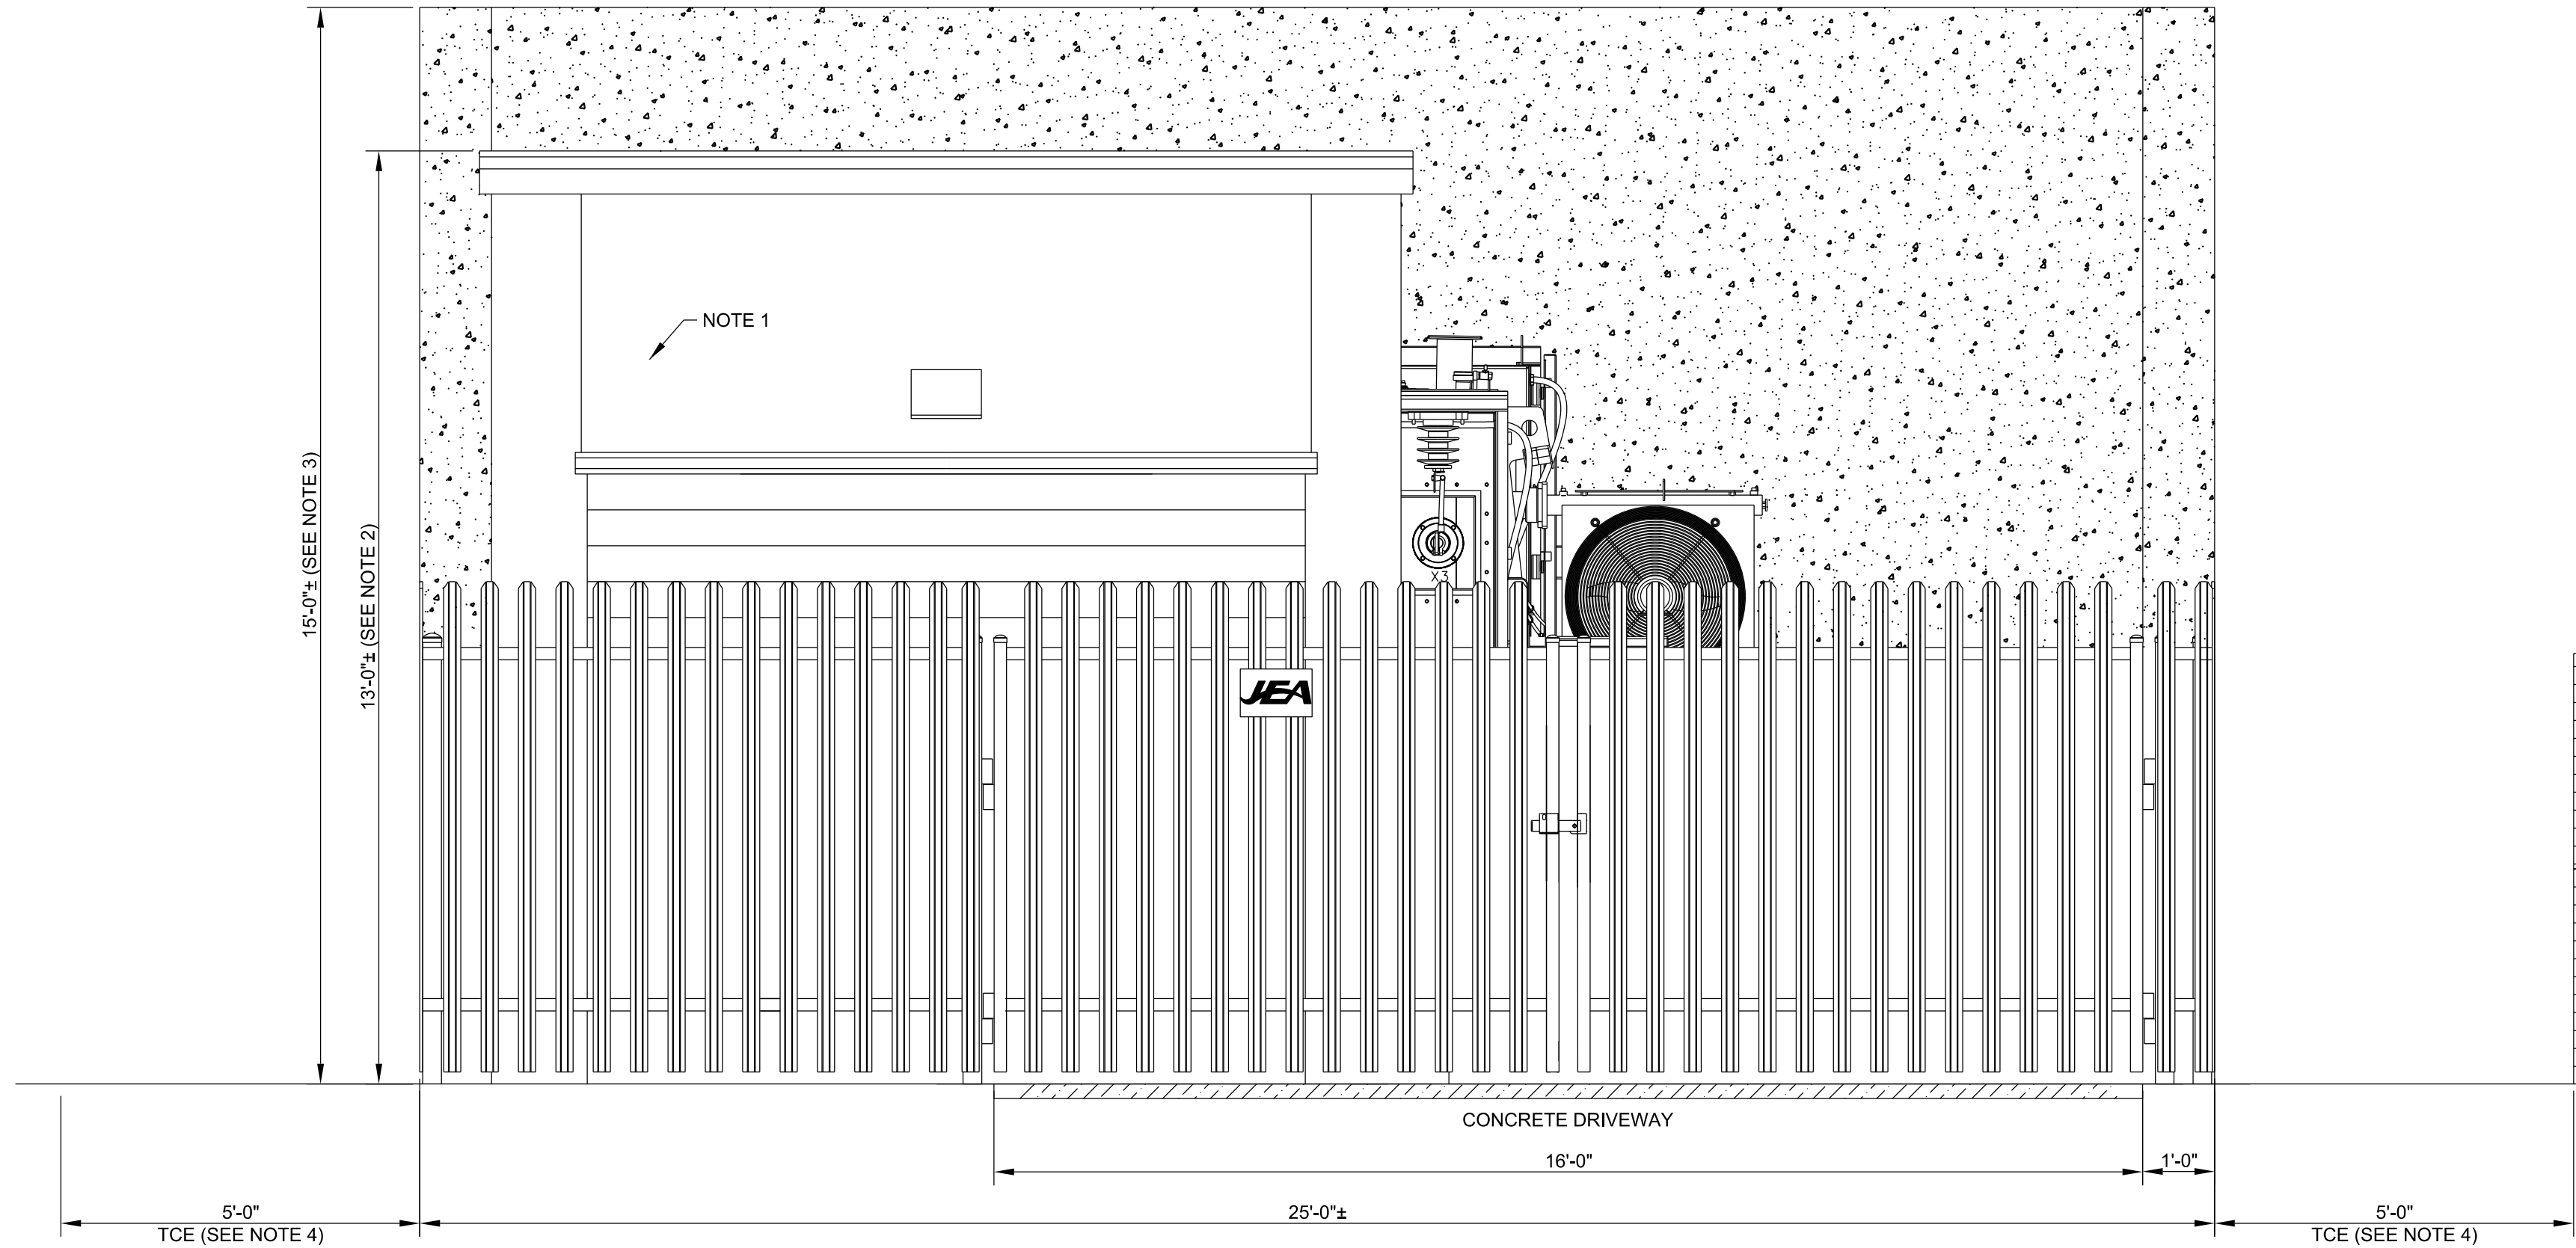 NOTE 1
15'-0"± (SEE NOTE 3)
13'-0"± (SEE NOTE 2)
X3
JEA
CONCRETE DRIVEWAY
16'-0"
1'-0"
5'-0"
TCE (SEE NOTE 4)
25'-0"±
5'-0"
TCE (SEE NOTE 4)